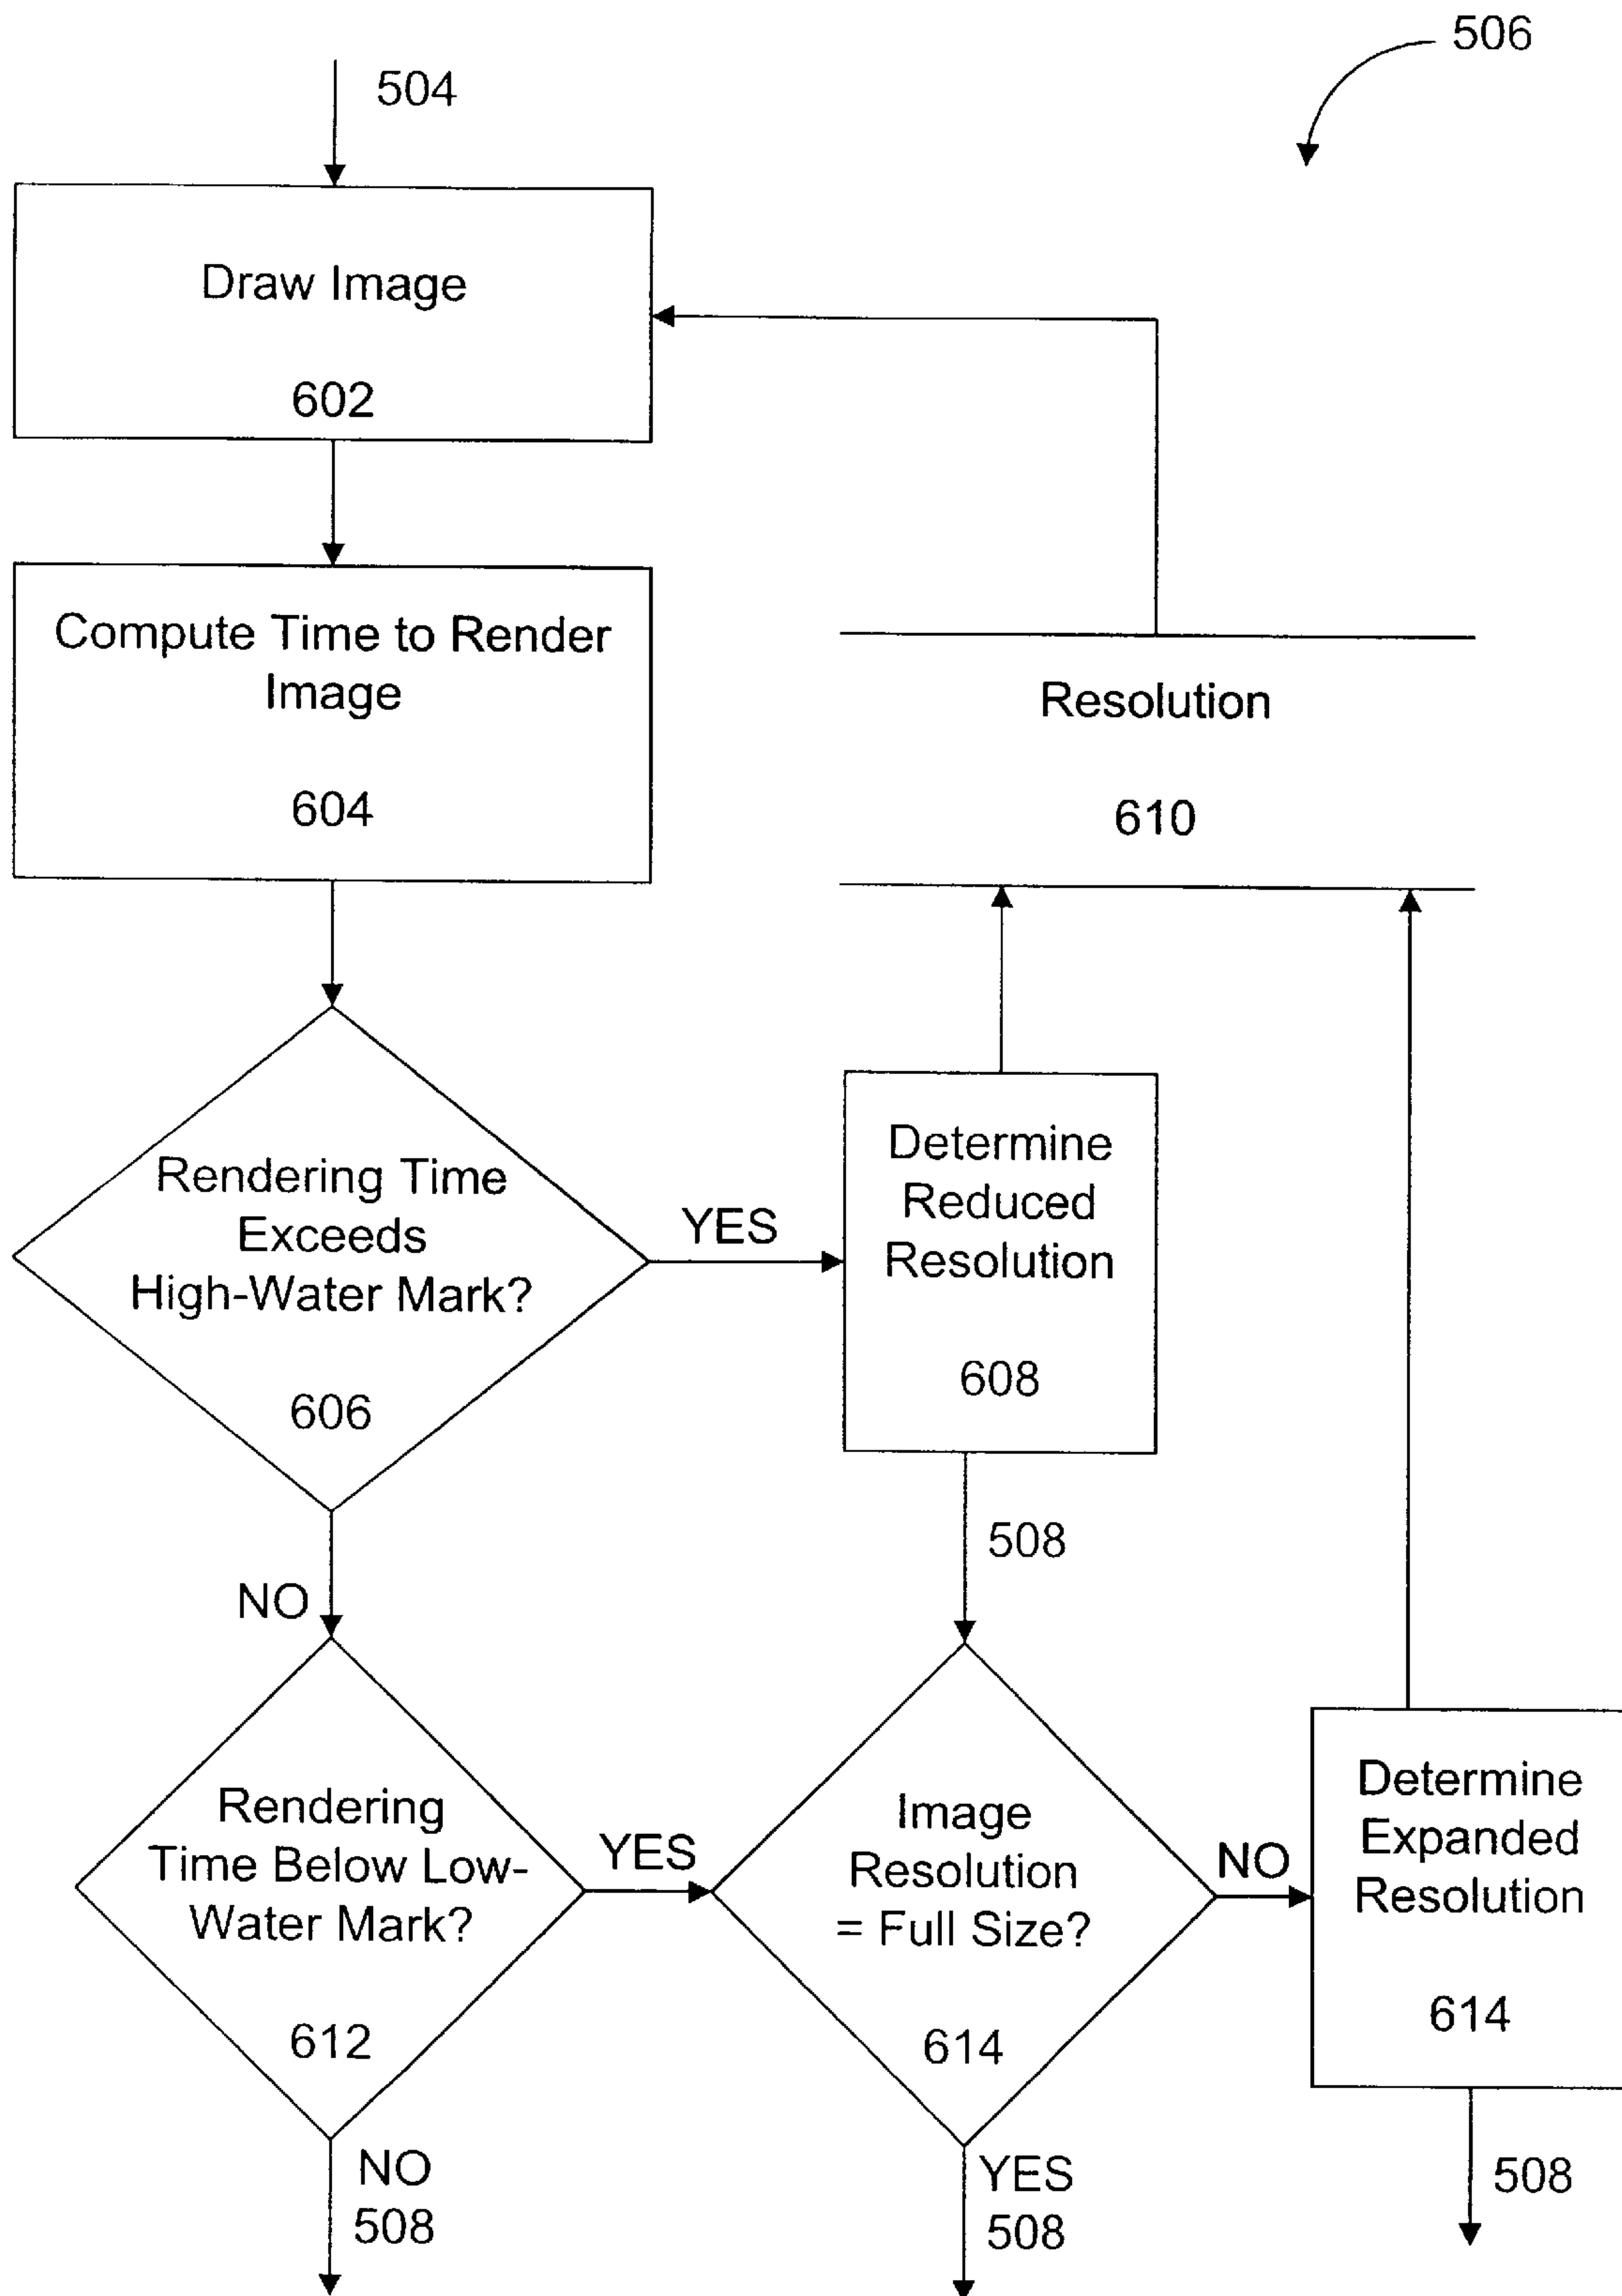 506
504
Draw Image
602
Compute Time to Render
Image
604
Resolution
610
Rendering Time
Exceeds
High-Water Mark?
606
YES
Determine
Reduced
Resolution
608
NO
508
Rendering
Time Below Low-
Water Mark?
612
YES
Image
Resolution
= Full Size?
614
NO
Determine
Expanded
Resolution
614
NO
508
YES
508
508